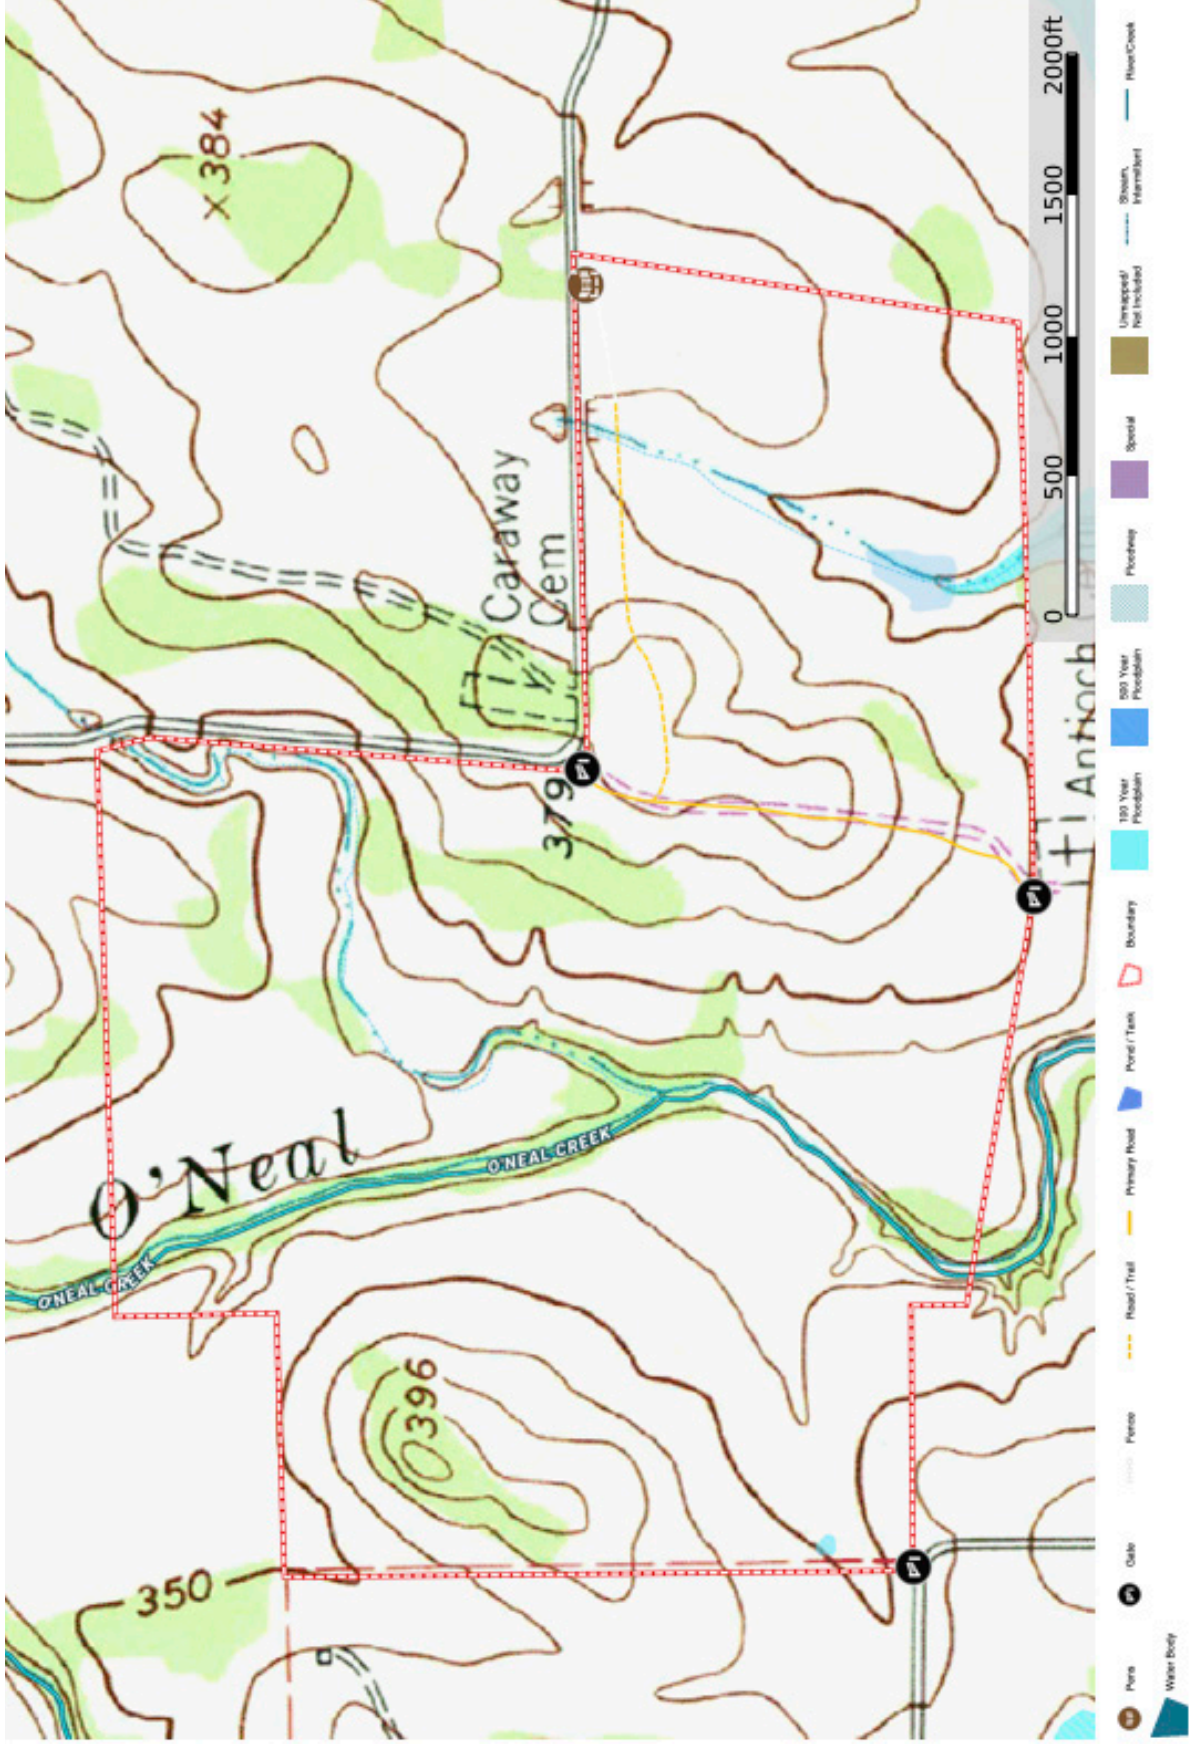 X 384
Caraway
Cem
379
O'Neal
O'NEAL CREEK
O'NEAL CREEK
396
350
Antioch
0
500
1000
1500
2000ft
Pens
Gate
Fence
Road / Trail
Primary Road
Pond / Tank
Boundary
100 Year
Floodplain
500 Year
Floodplain
Floodway
Special
Unmapped/
Not Included
Stream,
Intermittent
River/Creek
Water Body